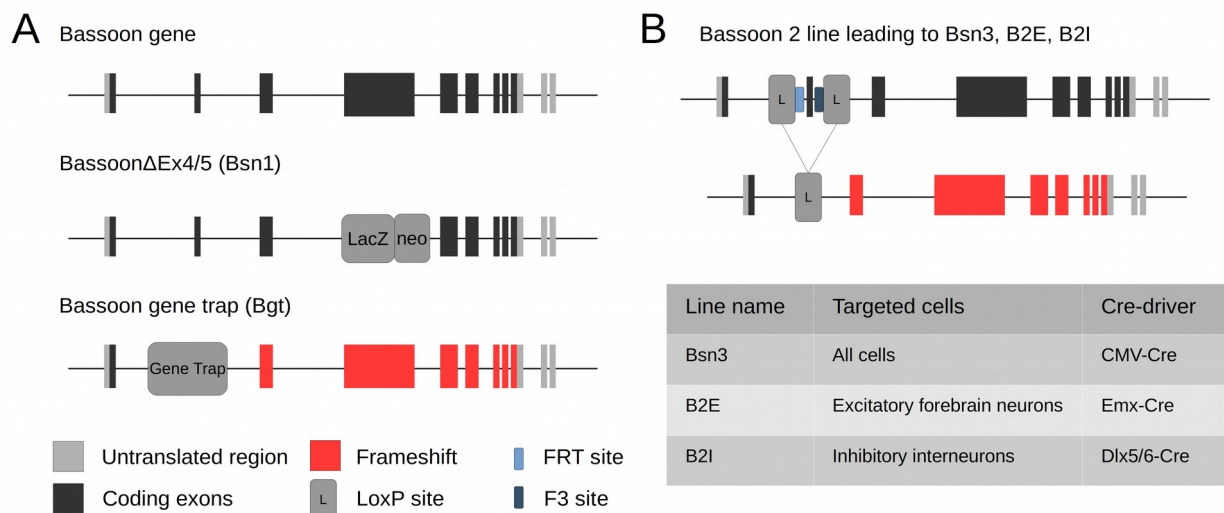 A
Bassoon gene
BassoonΔEx4/5 (Bsn1)
LacZ neo
Bassoon gene trap (Bgt)
Gene Trap
Untranslated region
Frameshift
FRT site
Coding exons
L
LoxP site
F3 site
B
Bassoon 2 line leading to Bsn3, B2E, B2I
L L
L
Line name Targeted cells Cre-driver
Bsn3 All cells CMV-Cre
B2E Excitatory forebrain neurons Emx-Cre
B2I Inhibitory interneurons Dlx5/6-Cre